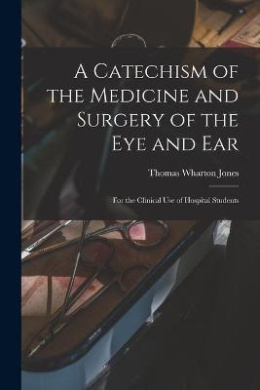 A Catechism of
the Medicine and
Surgery of the
Eye and Ear
Thomas Wharton Jones
For the Clinical Use of Hospital Students